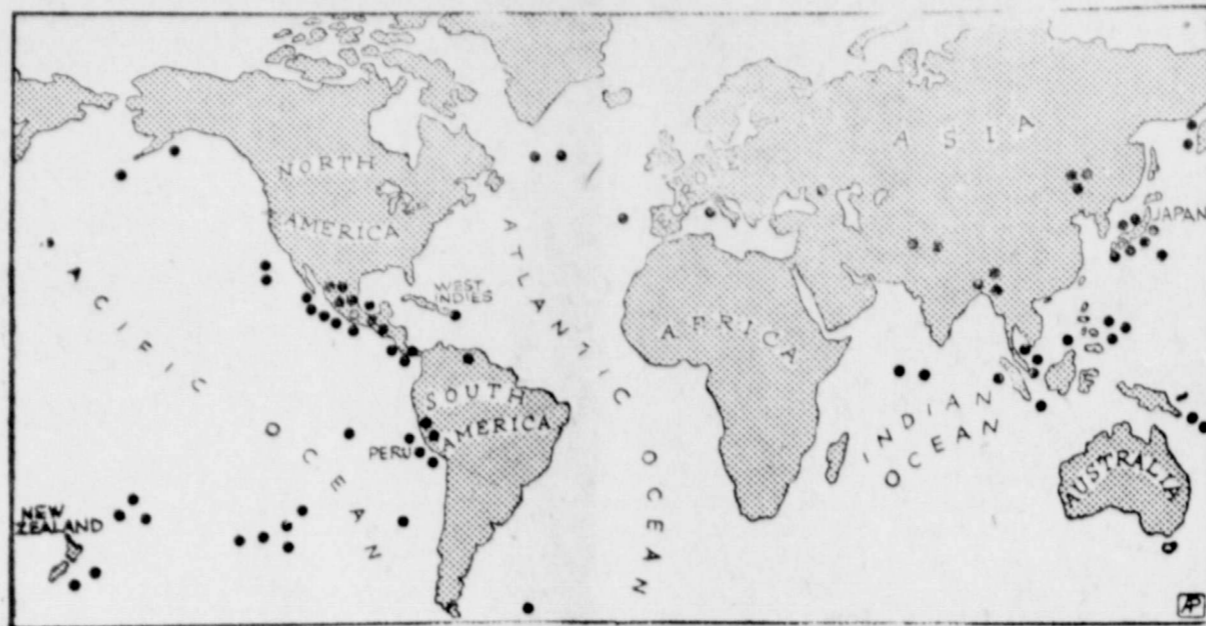 ASIA
NORTH
AMERICA
EUROPE
JAPAN
ATLANTIC
OCEAN
PACIFIC
OCEAN
WEST
INDIES
AFRICA
SOUTH
AMERICA
INDIAN
OCEAN
PERU
AUSTRALIA
NEW
ZEALAND
AP